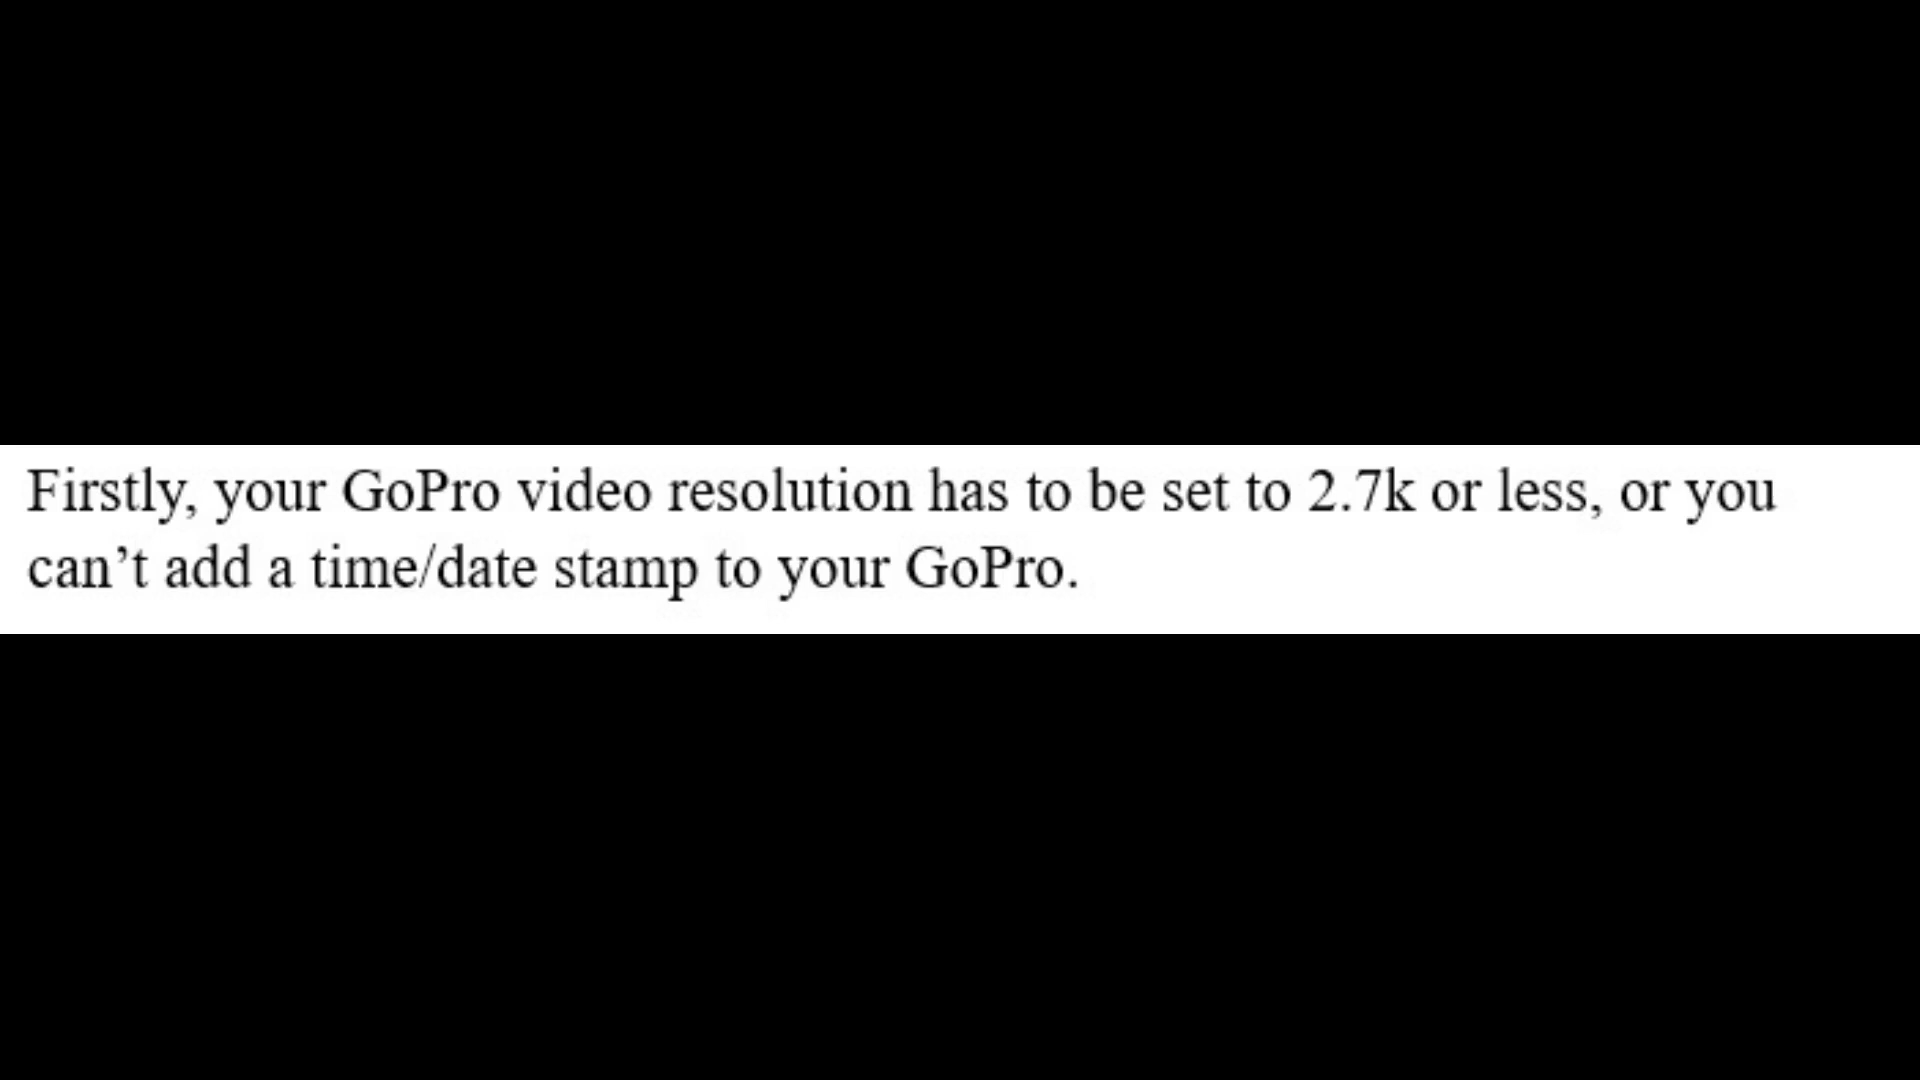 Firstly, your GoPro video resolution has to be set to 2.7k or less, or you
can’t add a time/date stamp to your GoPro.